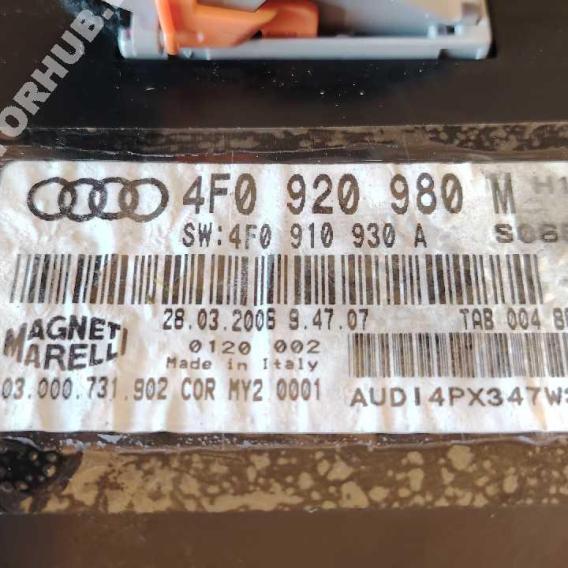 4F0 920 980 M
SW:4F0 910 930 A
28.03.2006 9.47.07
TAB 004
MAGNETI MARELLI
0120 002
Made in Italy
03.000.731.902 COR MY2 0001
AUDI4PX347W